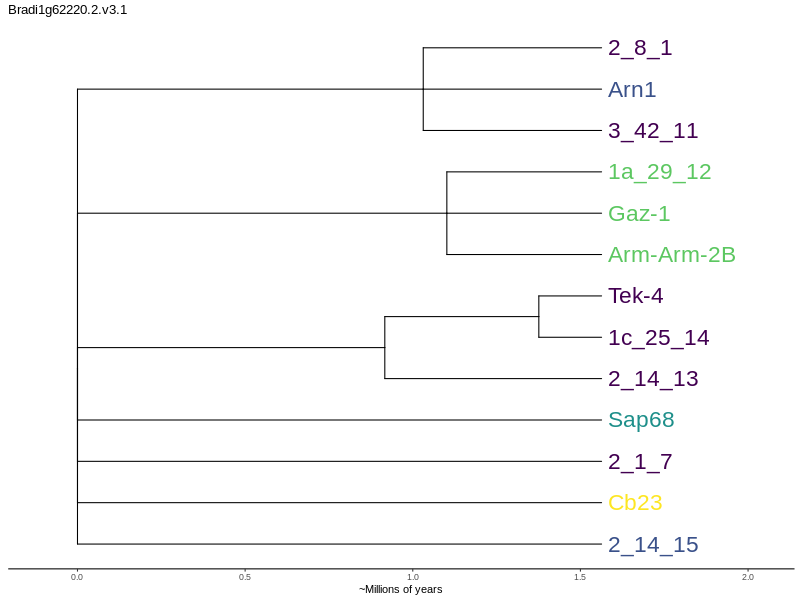 Bradi1g62220.2.v3.1
2_8_1
Arn1
3_42_11
1a_29_12
Gaz-1
Arm-Arm-2B
Tek-4
1c_25_14
2_14_13
Sap68
2_1_7
Cb23
2_14_15
0.0 0.5 1.0 1.5 2.0
~Millions of years